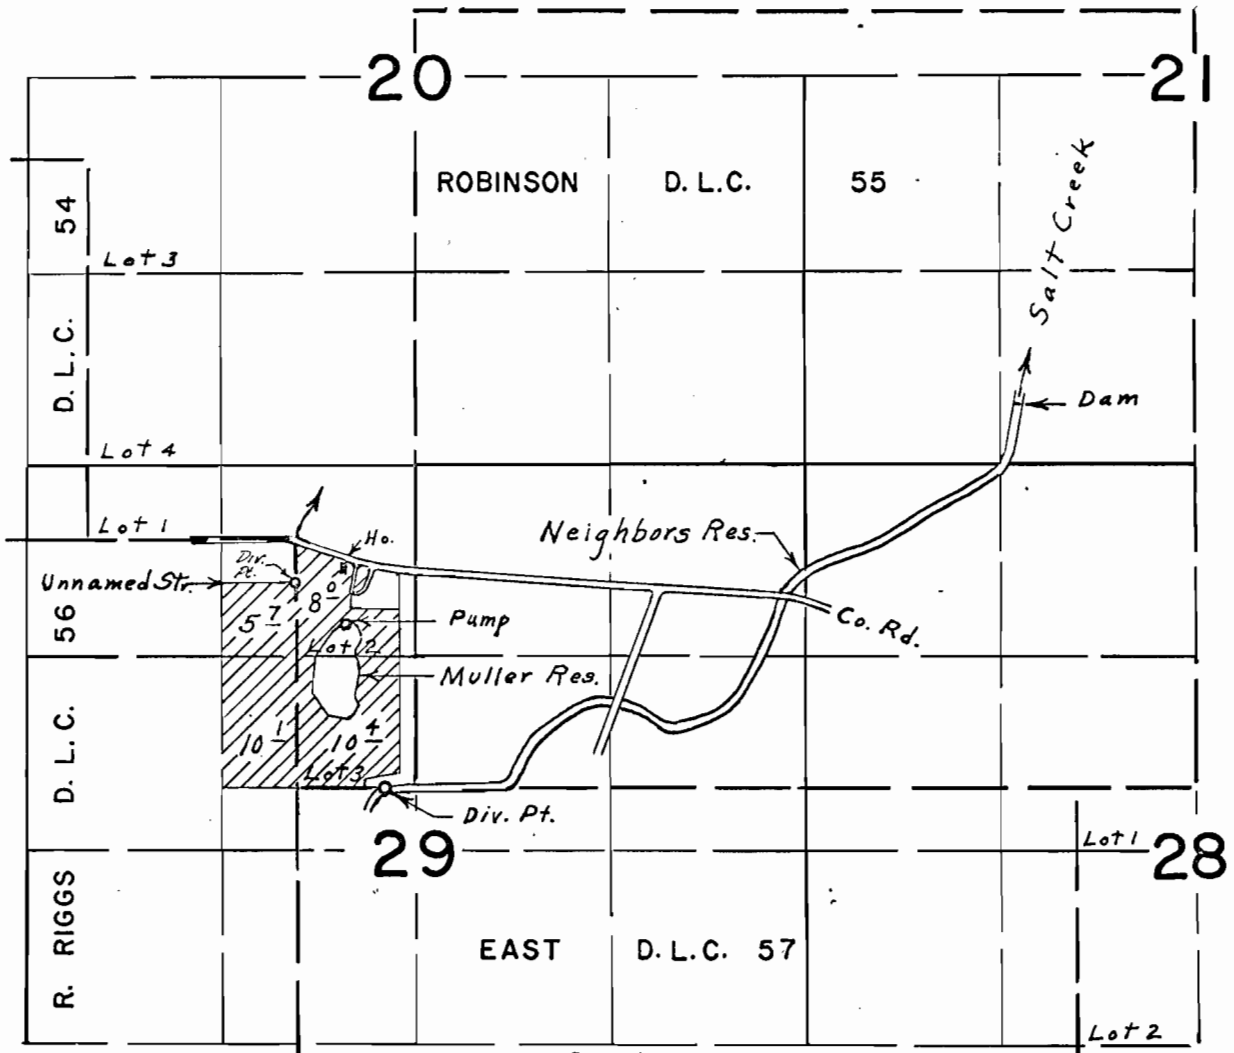 20
21
ROBINSON D.L.C. 55
D.L.C. 54
Salt Creek
Lot 3
Dam
Lot 4
Lot 1
Ho.
Neighbors Res.
Div. Pt.
Unnamed Str.
5 7
8 0
Pump
Co. Rd.
Lot 2
Muller Res.
10 1
10 4
Lot 3
Div. Pt.
R. RIGGS D.L.C. 56
29
Lot 1
28
EAST D.L.C. 57
Lot 2